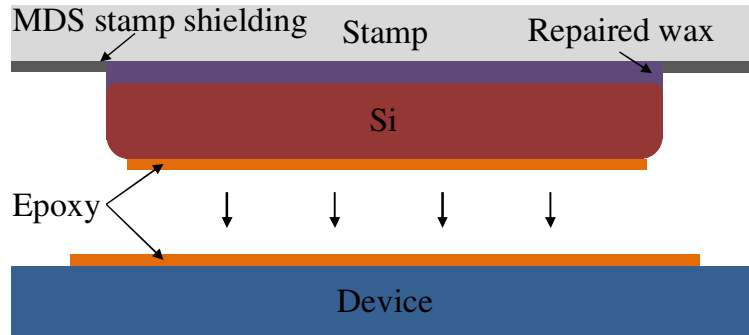 MDS stamp shielding
Stamp
Repaired wax
Si
Epoxy
Device